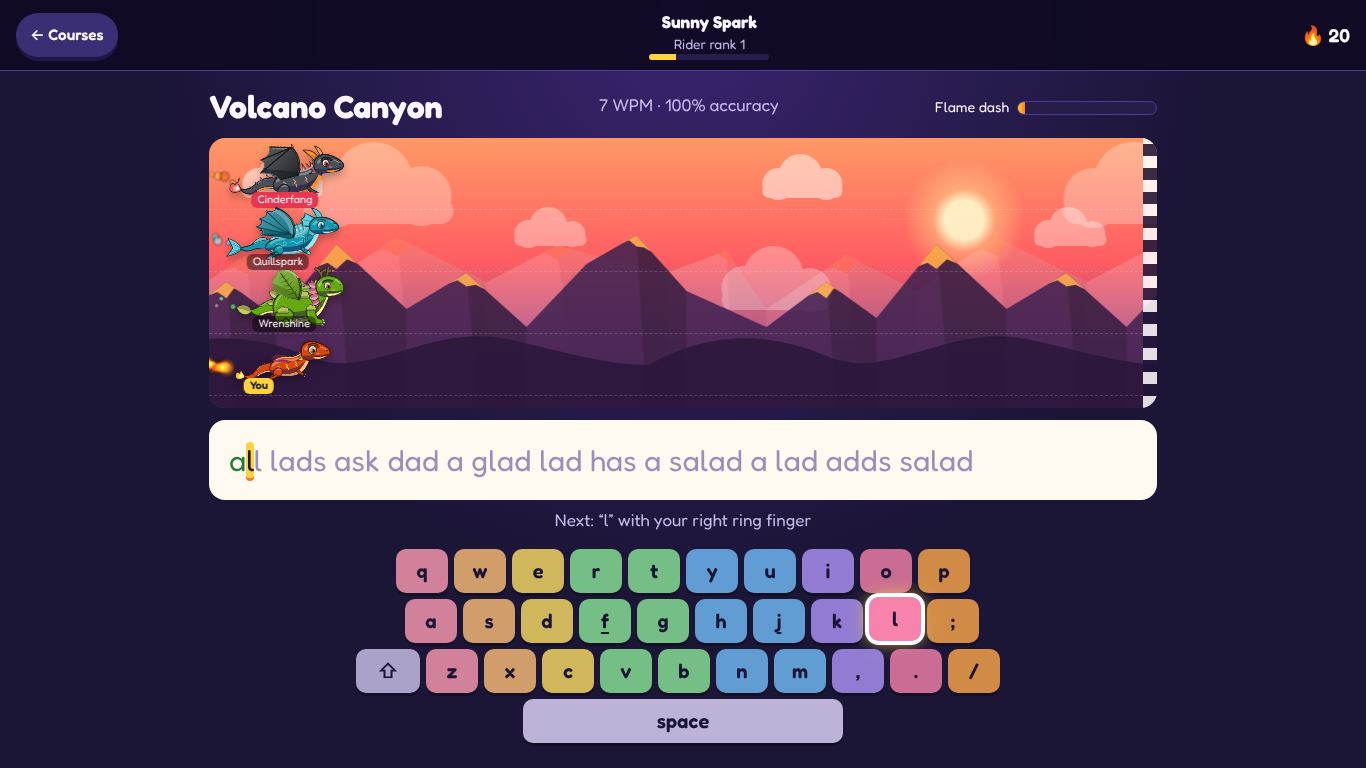 ← Courses
Sunny Spark
Rider rank 1
🔥 20
Volcano Canyon
7 WPM · 100% accuracy
Flame dash
Cinderfang
Quillspark
Wrenshine
You
all lads ask dad a glad lad has a salad a lad adds salad
Next: “l” with your right ring finger
q w e r t y u i o p
a s d f g h j k l ;
⇧ z x c v b n m , . /
space